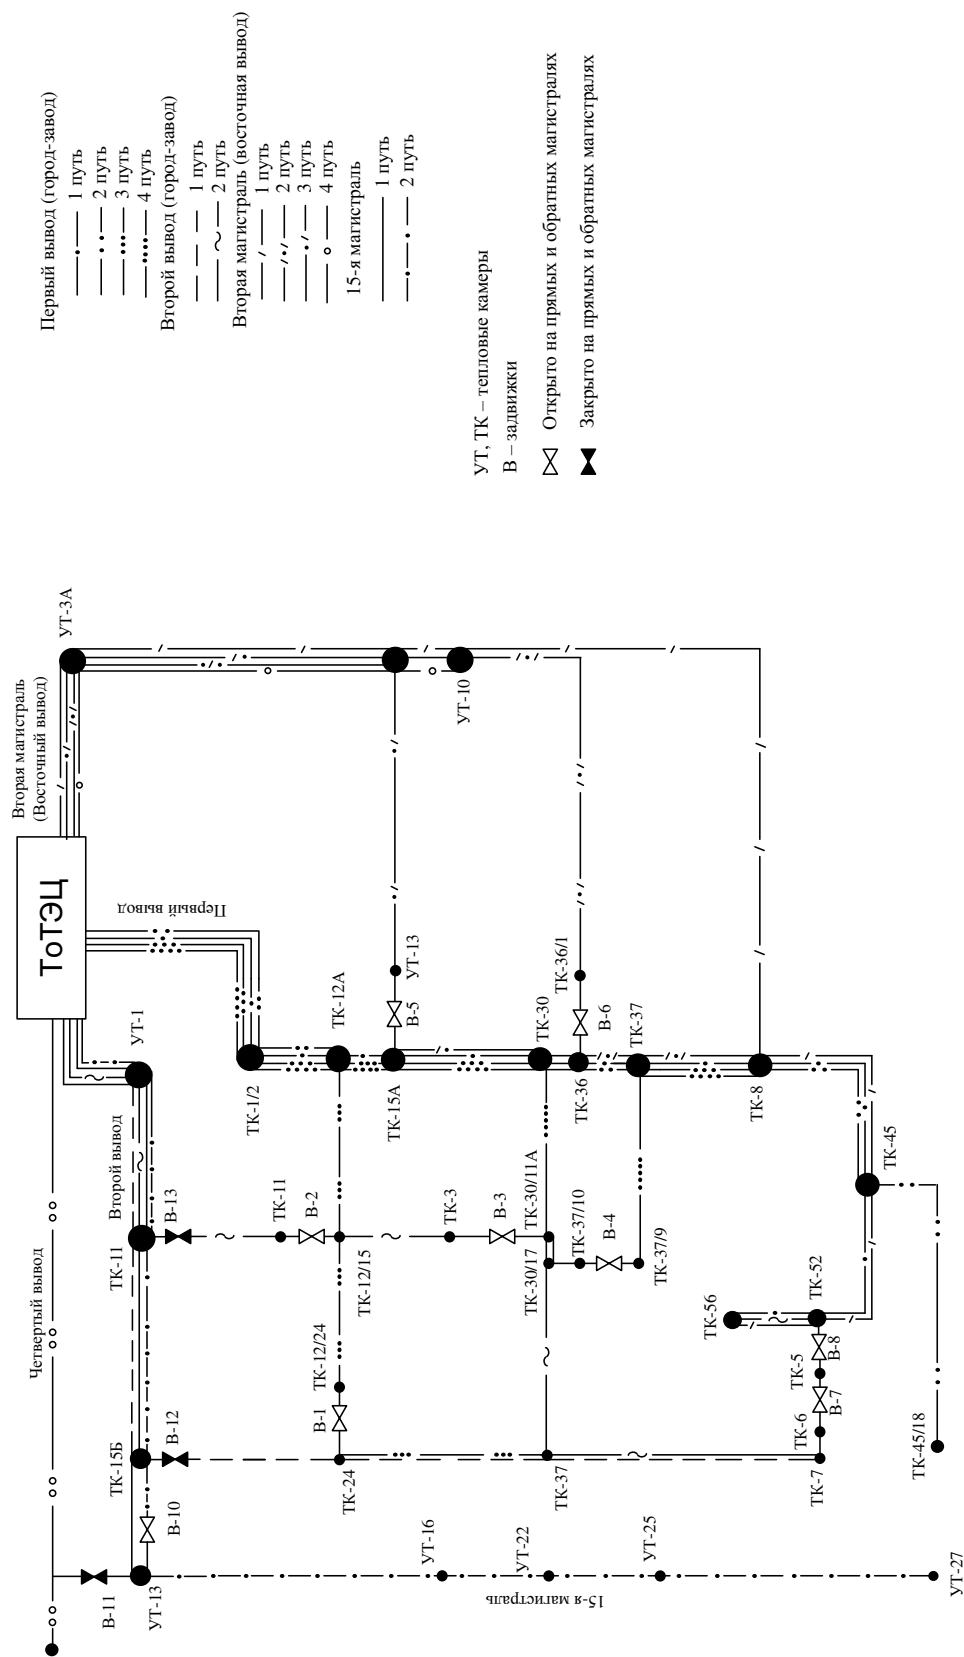 Первый вывод (город-завод)
1 путь
2 путь
3 путь
4 путь
Второй вывод (город-завод)
1 путь
2 путь
Вторая магистраль (восточная вывод)
1 путь
2 путь
3 путь
4 путь
15-я магистраль
1 путь
2 путь
УТ, ТК – тепловые камеры
В – задвижки
Открыто на прямых и обратных магистралях
Закрыто на прямых и обратных магистралях
Вторая магистраль
(Восточный вывод)
УТ-3А
ТоТЭЦ
Первый вывод
УТ-1
Второй вывод
Четвертый вывод
ТК-11
В-13
ТК-15Б
В-12
В-10
В-11
УТ-13
УТ-10
УТ-13
В-5
ТК-1/2
ТК-12А
ТК-15А
ТК-30
ТК-36
ТК-36/1
В-6
ТК-37
ТК-8
ТК-45
ТК-11
В-2
ТК-12/15
ТК-3
В-3
ТК-30/11А
ТК-30/17
ТК-37/10
В-4
ТК-37/9
ТК-12/24
В-1
ТК-24
ТК-37
ТК-56
ТК-52
В-8
ТК-5
В-7
ТК-6
ТК-7
ТК-45/18
УТ-16
УТ-22
УТ-25
УТ-27
15-я магистраль